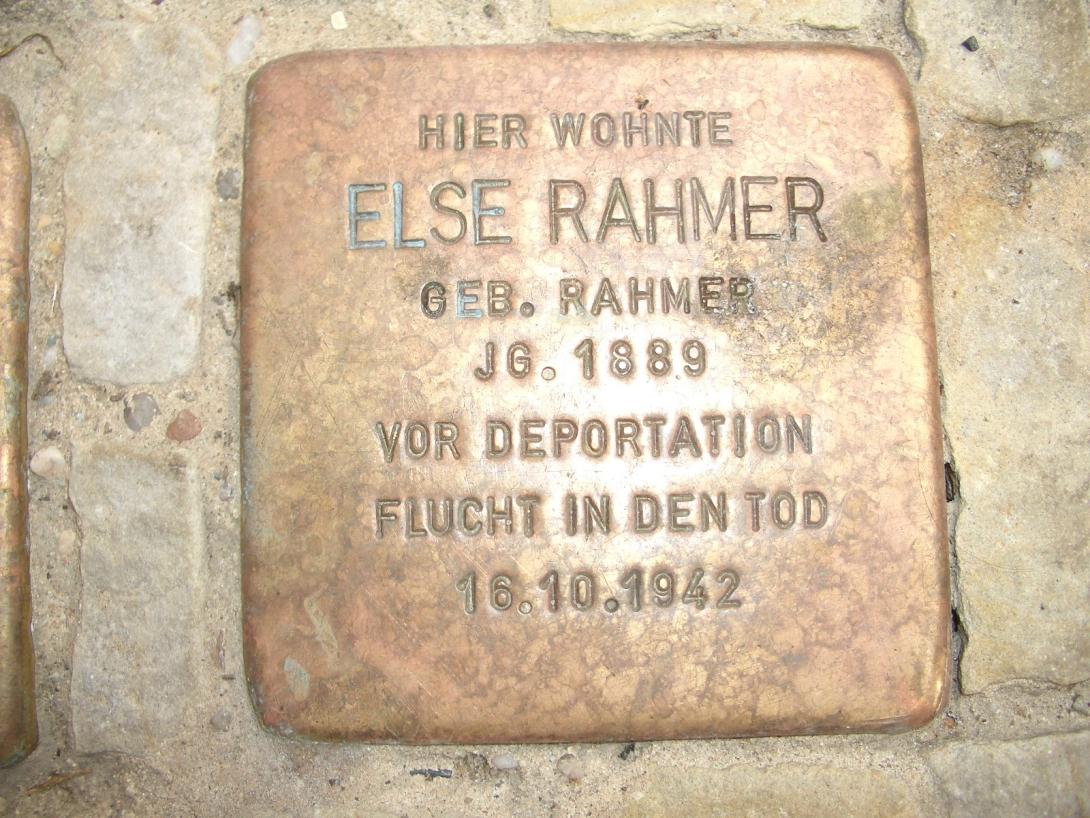 HIER WOHNTE
ELSE RAHMER
GEB. RAHMER
JG. 1889
VOR DEPORTATION
FLUCHT IN DEN TOD
16.10.1942